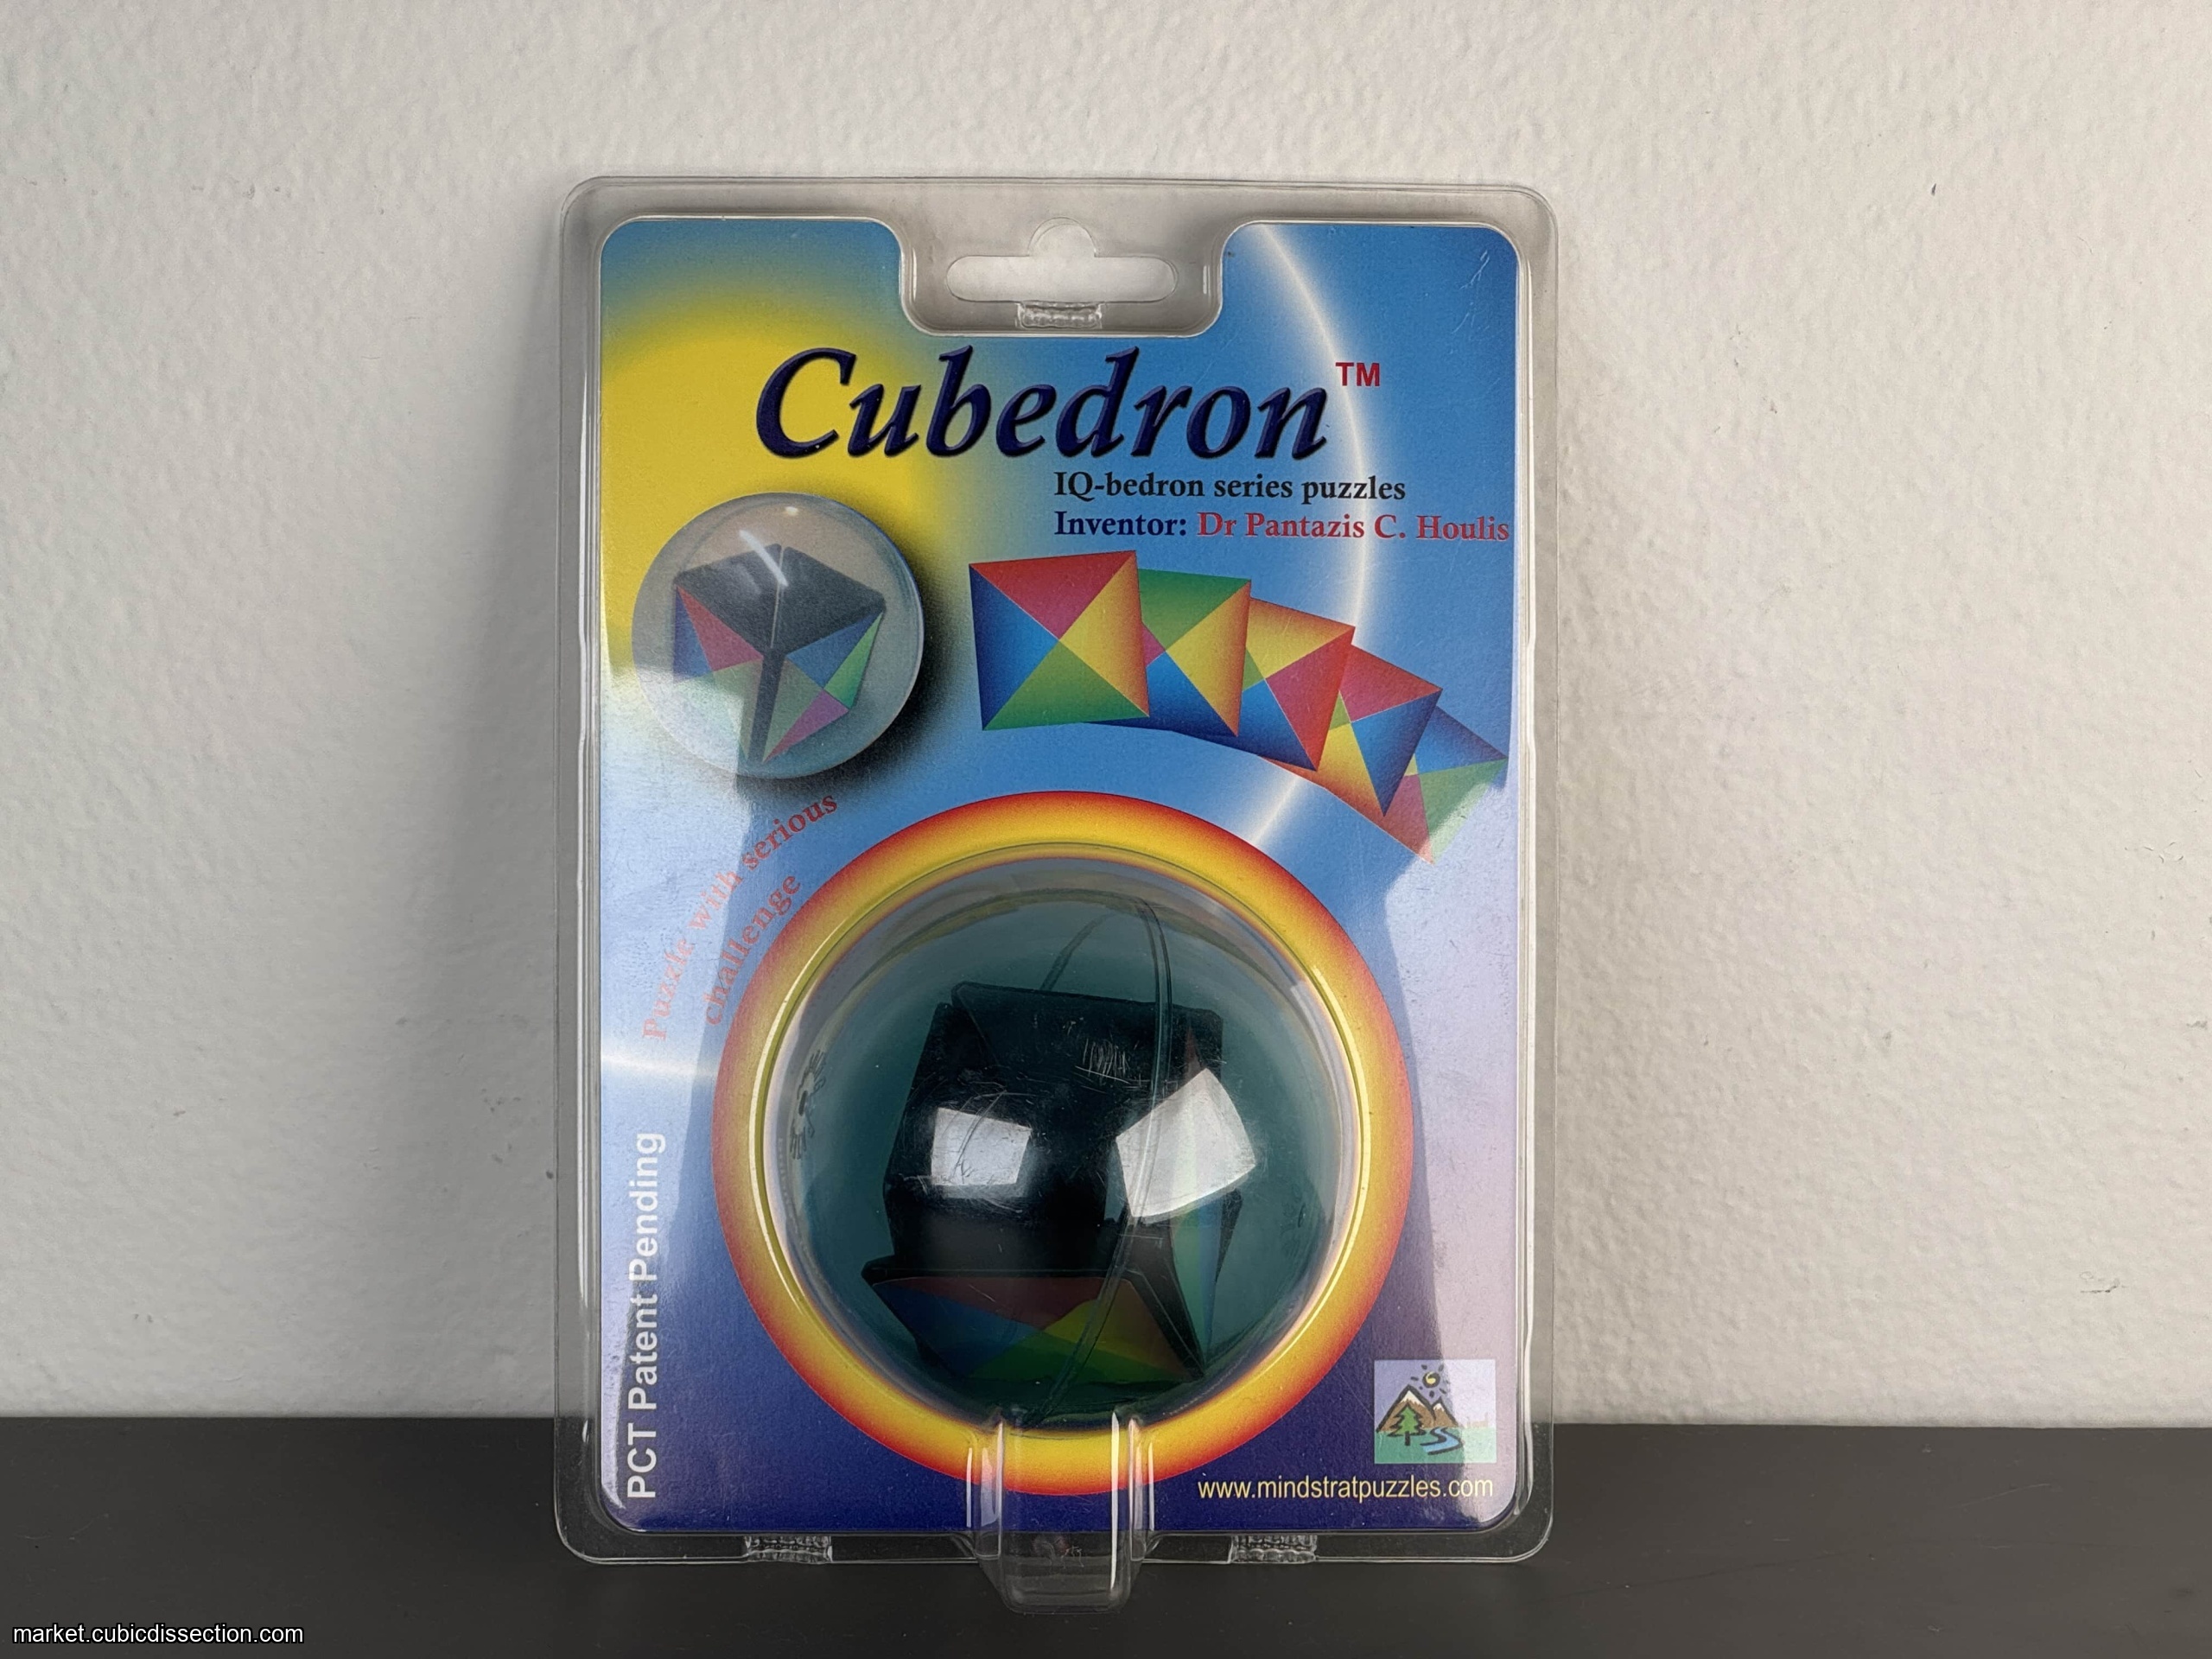 Cubedron™
IQ-bedron series puzzles
Inventor: Dr Pantazis C. Houlis
Puzzle with serious
challenge
PCT Patent Pending
www.mindstratpuzzles.com
market.cubicdissection.com